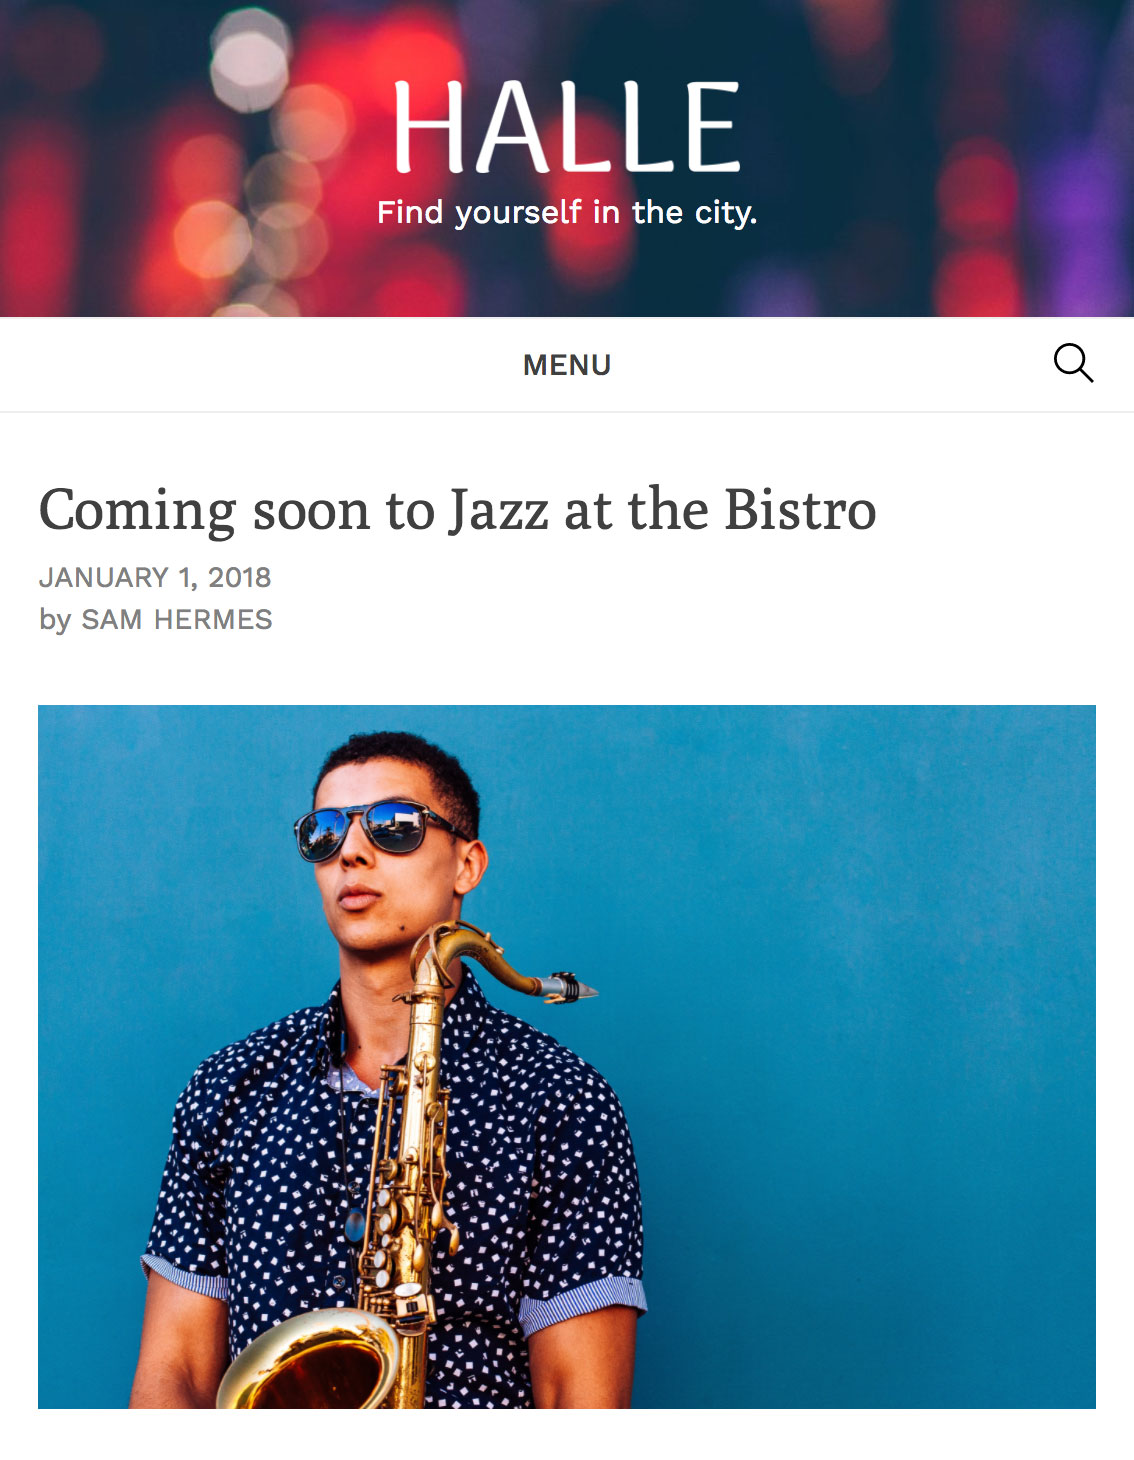 HALLE
Find yourself in the city.
MENU
Coming soon to Jazz at the Bistro
JANUARY 1, 2018
by SAM HERMES